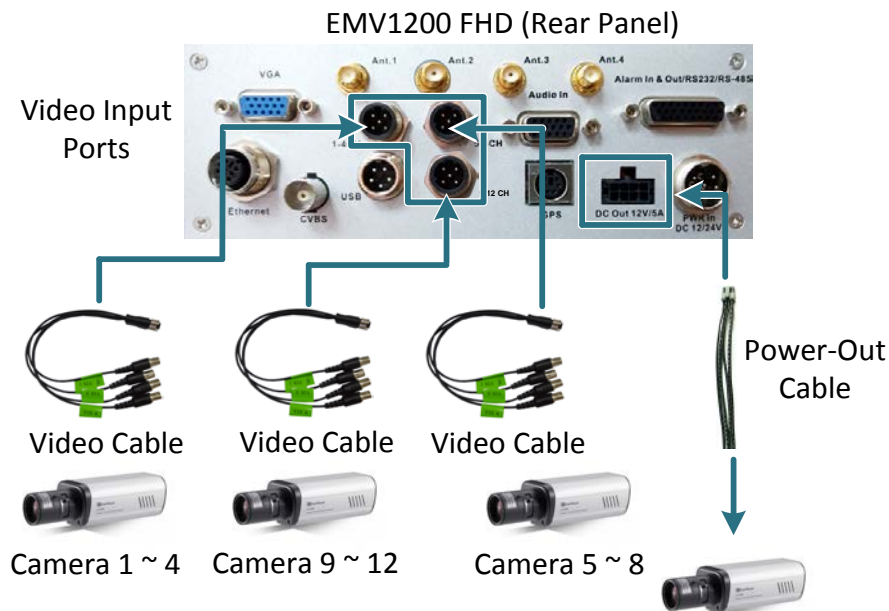 EMV1200 FHD (Rear Panel)
Ant.1
Ant.2
Ant.3
Ant.4
VGA
Alarm In & Out/RS232/RS-485
Audio In
Video Input
Ports
CH
USB
12 CH
Ethernet
CVBS
GPS
DC Out 12V/5A
PWR In
DC 12/24V
Power-Out
Cable
Video Cable
Video Cable
Video Cable
Camera 1 ~ 4
Camera 9 ~ 12
Camera 5 ~ 8